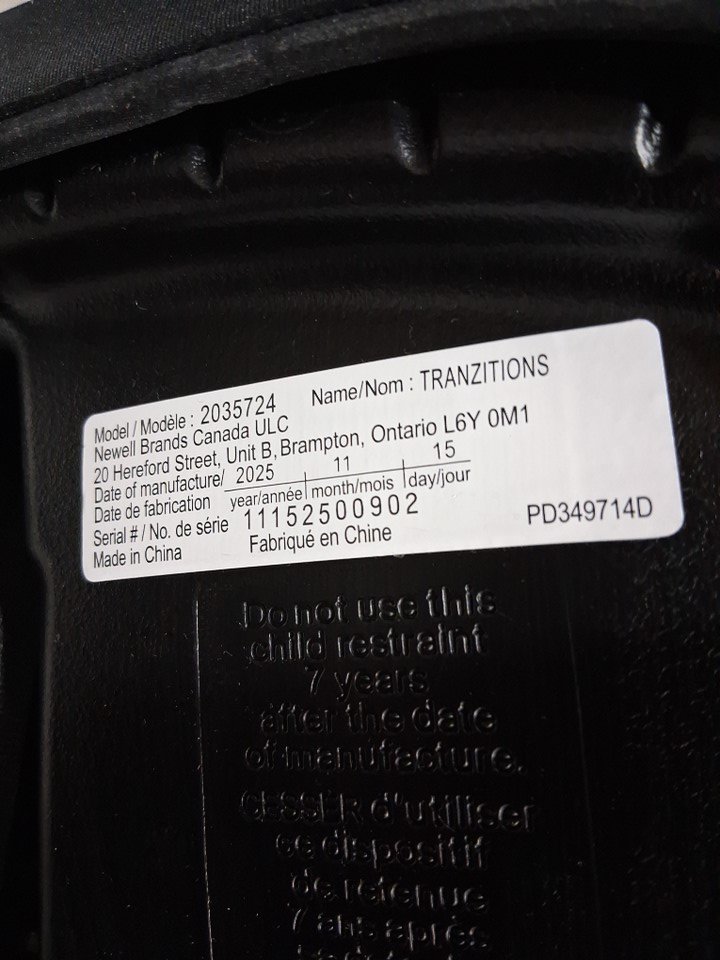 Model / Modèle : 2035724 Name/Nom : TRANZITIONS
Newell Brands Canada ULC
20 Hereford Street, Unit B, Brampton, Ontario L6Y 0M1
Date of manufacture/ 2025 11 15
Date de fabrication year/année month/mois day/jour
Serial # / No. de série 11152500902
Made in China Fabriqué en Chine PD349714D
Do not use this
child restraint
7 years
after the date
of manufacture.
CESSER d'utiliser
ce dispositif
de retenue
7 ans après